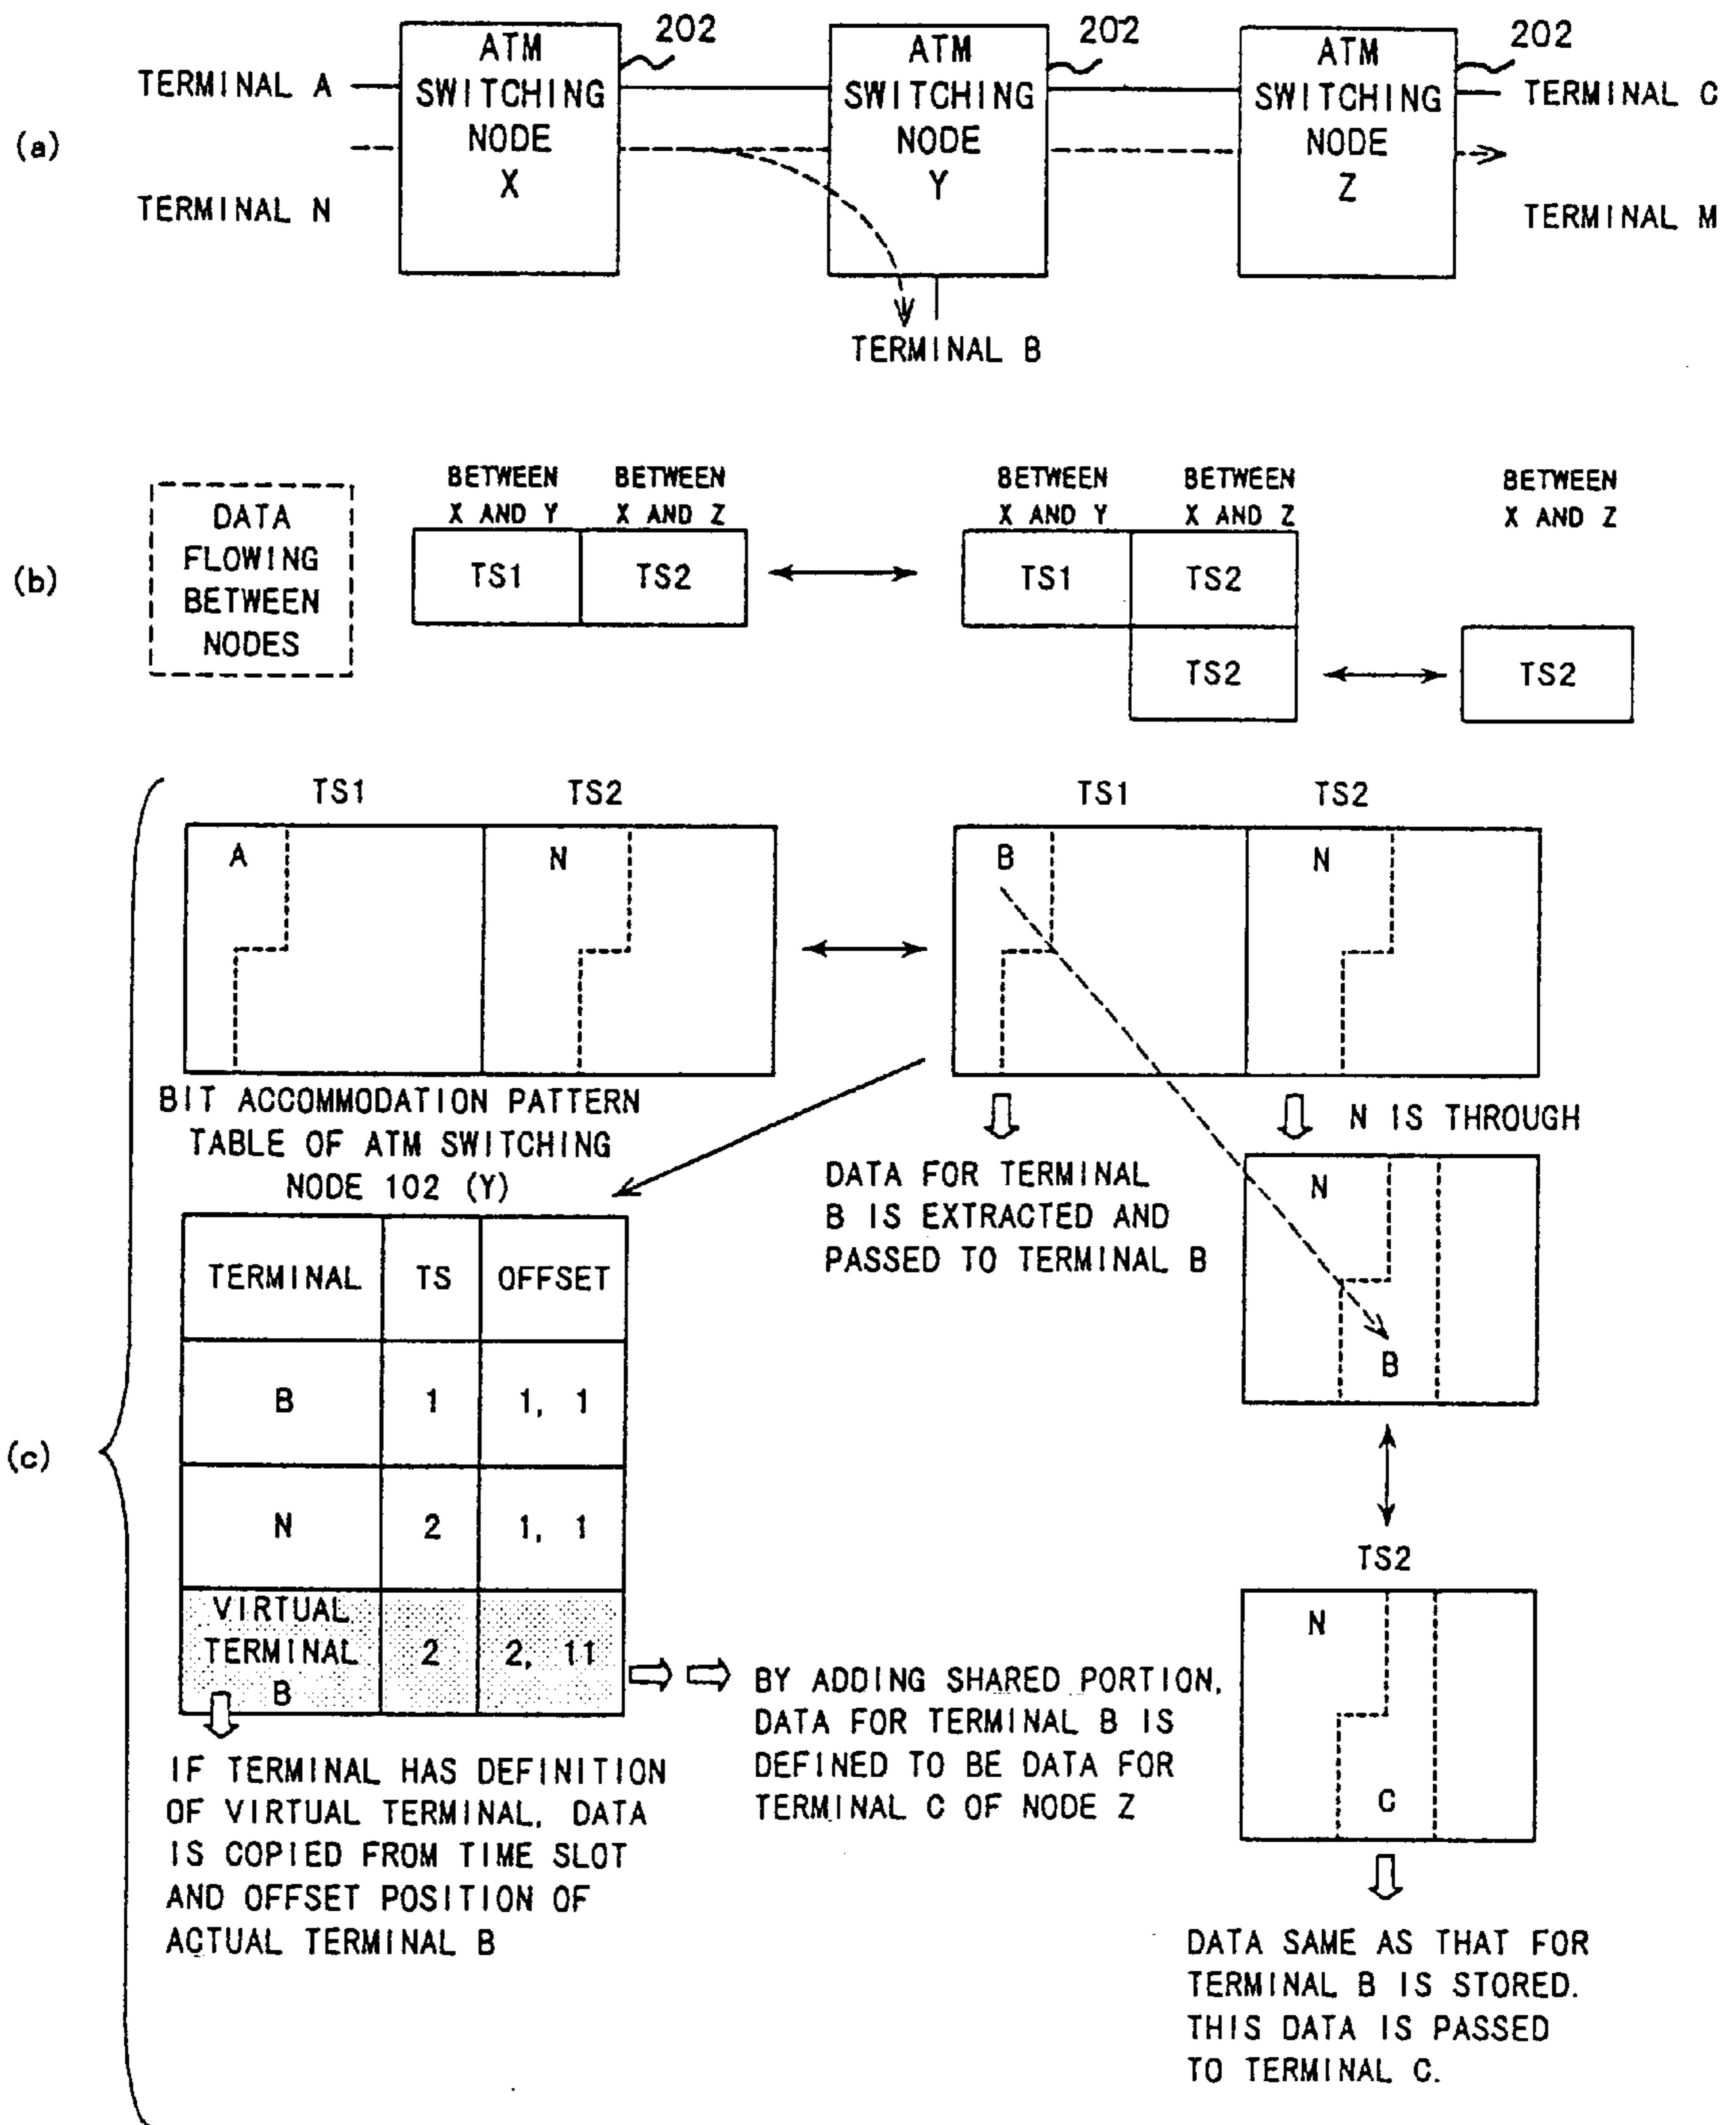 (a)
TERMINAL A
TERMINAL N
ATM
SWITCHING
NODE
X
202
ATM
SWITCHING
NODE
Y
202
ATM
SWITCHING
NODE
Z
202
TERMINAL C
TERMINAL M
TERMINAL B
(b)
DATA
FLOWING
BETWEEN
NODES
BETWEEN
X AND Y
BETWEEN
X AND Z
TS1
TS2
BETWEEN
X AND Y
BETWEEN
X AND Z
TS1
TS2
TS2
BETWEEN
X AND Z
TS2
(c)
TS1
TS2
A
N
TS1
TS2
B
N
BIT ACCOMMODATION PATTERN
TABLE OF ATM SWITCHING
NODE 102 (Y)
TERMINAL TS OFFSET
B 1 1, 1
N 2 1, 1
VIRTUAL
TERMINAL
B
2 2, 11
DATA FOR TERMINAL
B IS EXTRACTED AND
PASSED TO TERMINAL B
N IS THROUGH
N
B
TS2
N
C
BY ADDING SHARED PORTION,
DATA FOR TERMINAL B IS
DEFINED TO BE DATA FOR
TERMINAL C OF NODE Z
IF TERMINAL HAS DEFINITION
OF VIRTUAL TERMINAL, DATA
IS COPIED FROM TIME SLOT
AND OFFSET POSITION OF
ACTUAL TERMINAL B
DATA SAME AS THAT FOR
TERMINAL B IS STORED.
THIS DATA IS PASSED
TO TERMINAL C.